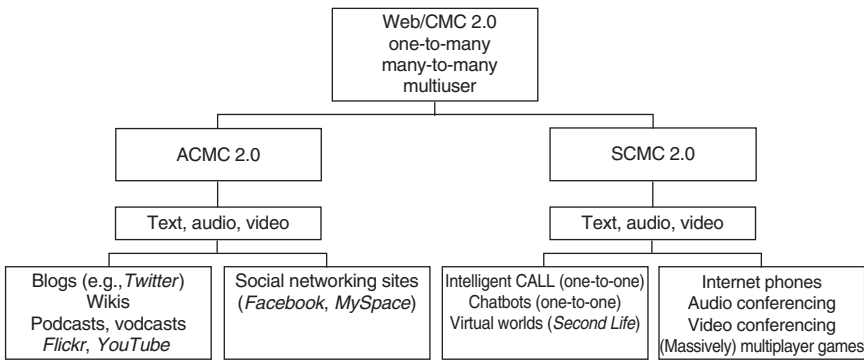 Web/CMC 2.0
one-to-many
many-to-many
multiuser
ACMC 2.0
SCMC 2.0
Text, audio, video
Text, audio, video
Blogs (e.g.,Twitter)
Wikis
Podcasts, vodcasts
Flickr, YouTube
Social networking sites
(Facebook, MySpace)
Intelligent CALL (one-to-one)
Chatbots (one-to-one)
Virtual worlds (Second Life)
Internet phones
Audio conferencing
Video conferencing
(Massively) multiplayer games